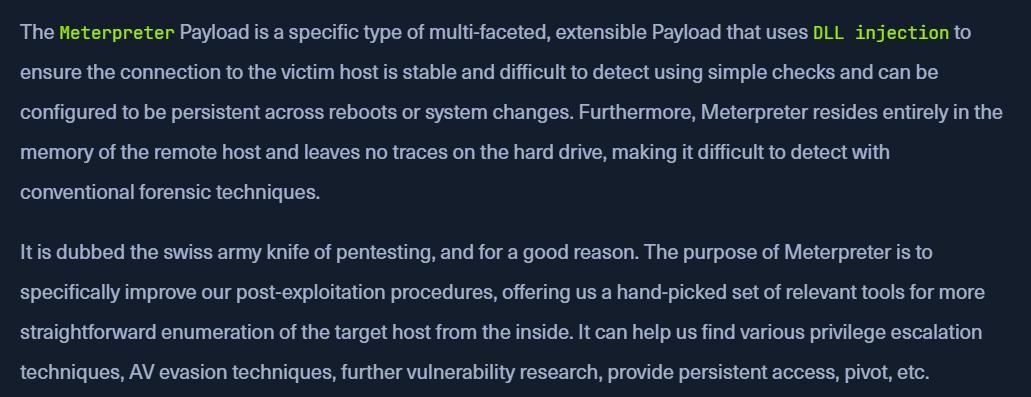 The Meterpreter Payload is a specific type of multi-faceted, extensible Payload that uses DLL injection to
ensure the connection to the victim host is stable and difficult to detect using simple checks and can be
configured to be persistent across reboots or system changes. Furthermore, Meterpreter resides entirely in the
memory of the remote host and leaves no traces on the hard drive, making it difficult to detect with
conventional forensic techniques.
It is dubbed the swiss army knife of pentesting, and for a good reason. The purpose of Meterpreter is to
specifically improve our post-exploitation procedures, offering us a hand-picked set of relevant tools for more
straightforward enumeration of the target host from the inside. It can help us find various privilege escalation
techniques, AV evasion techniques, further vulnerability research, provide persistent access, pivot, etc.